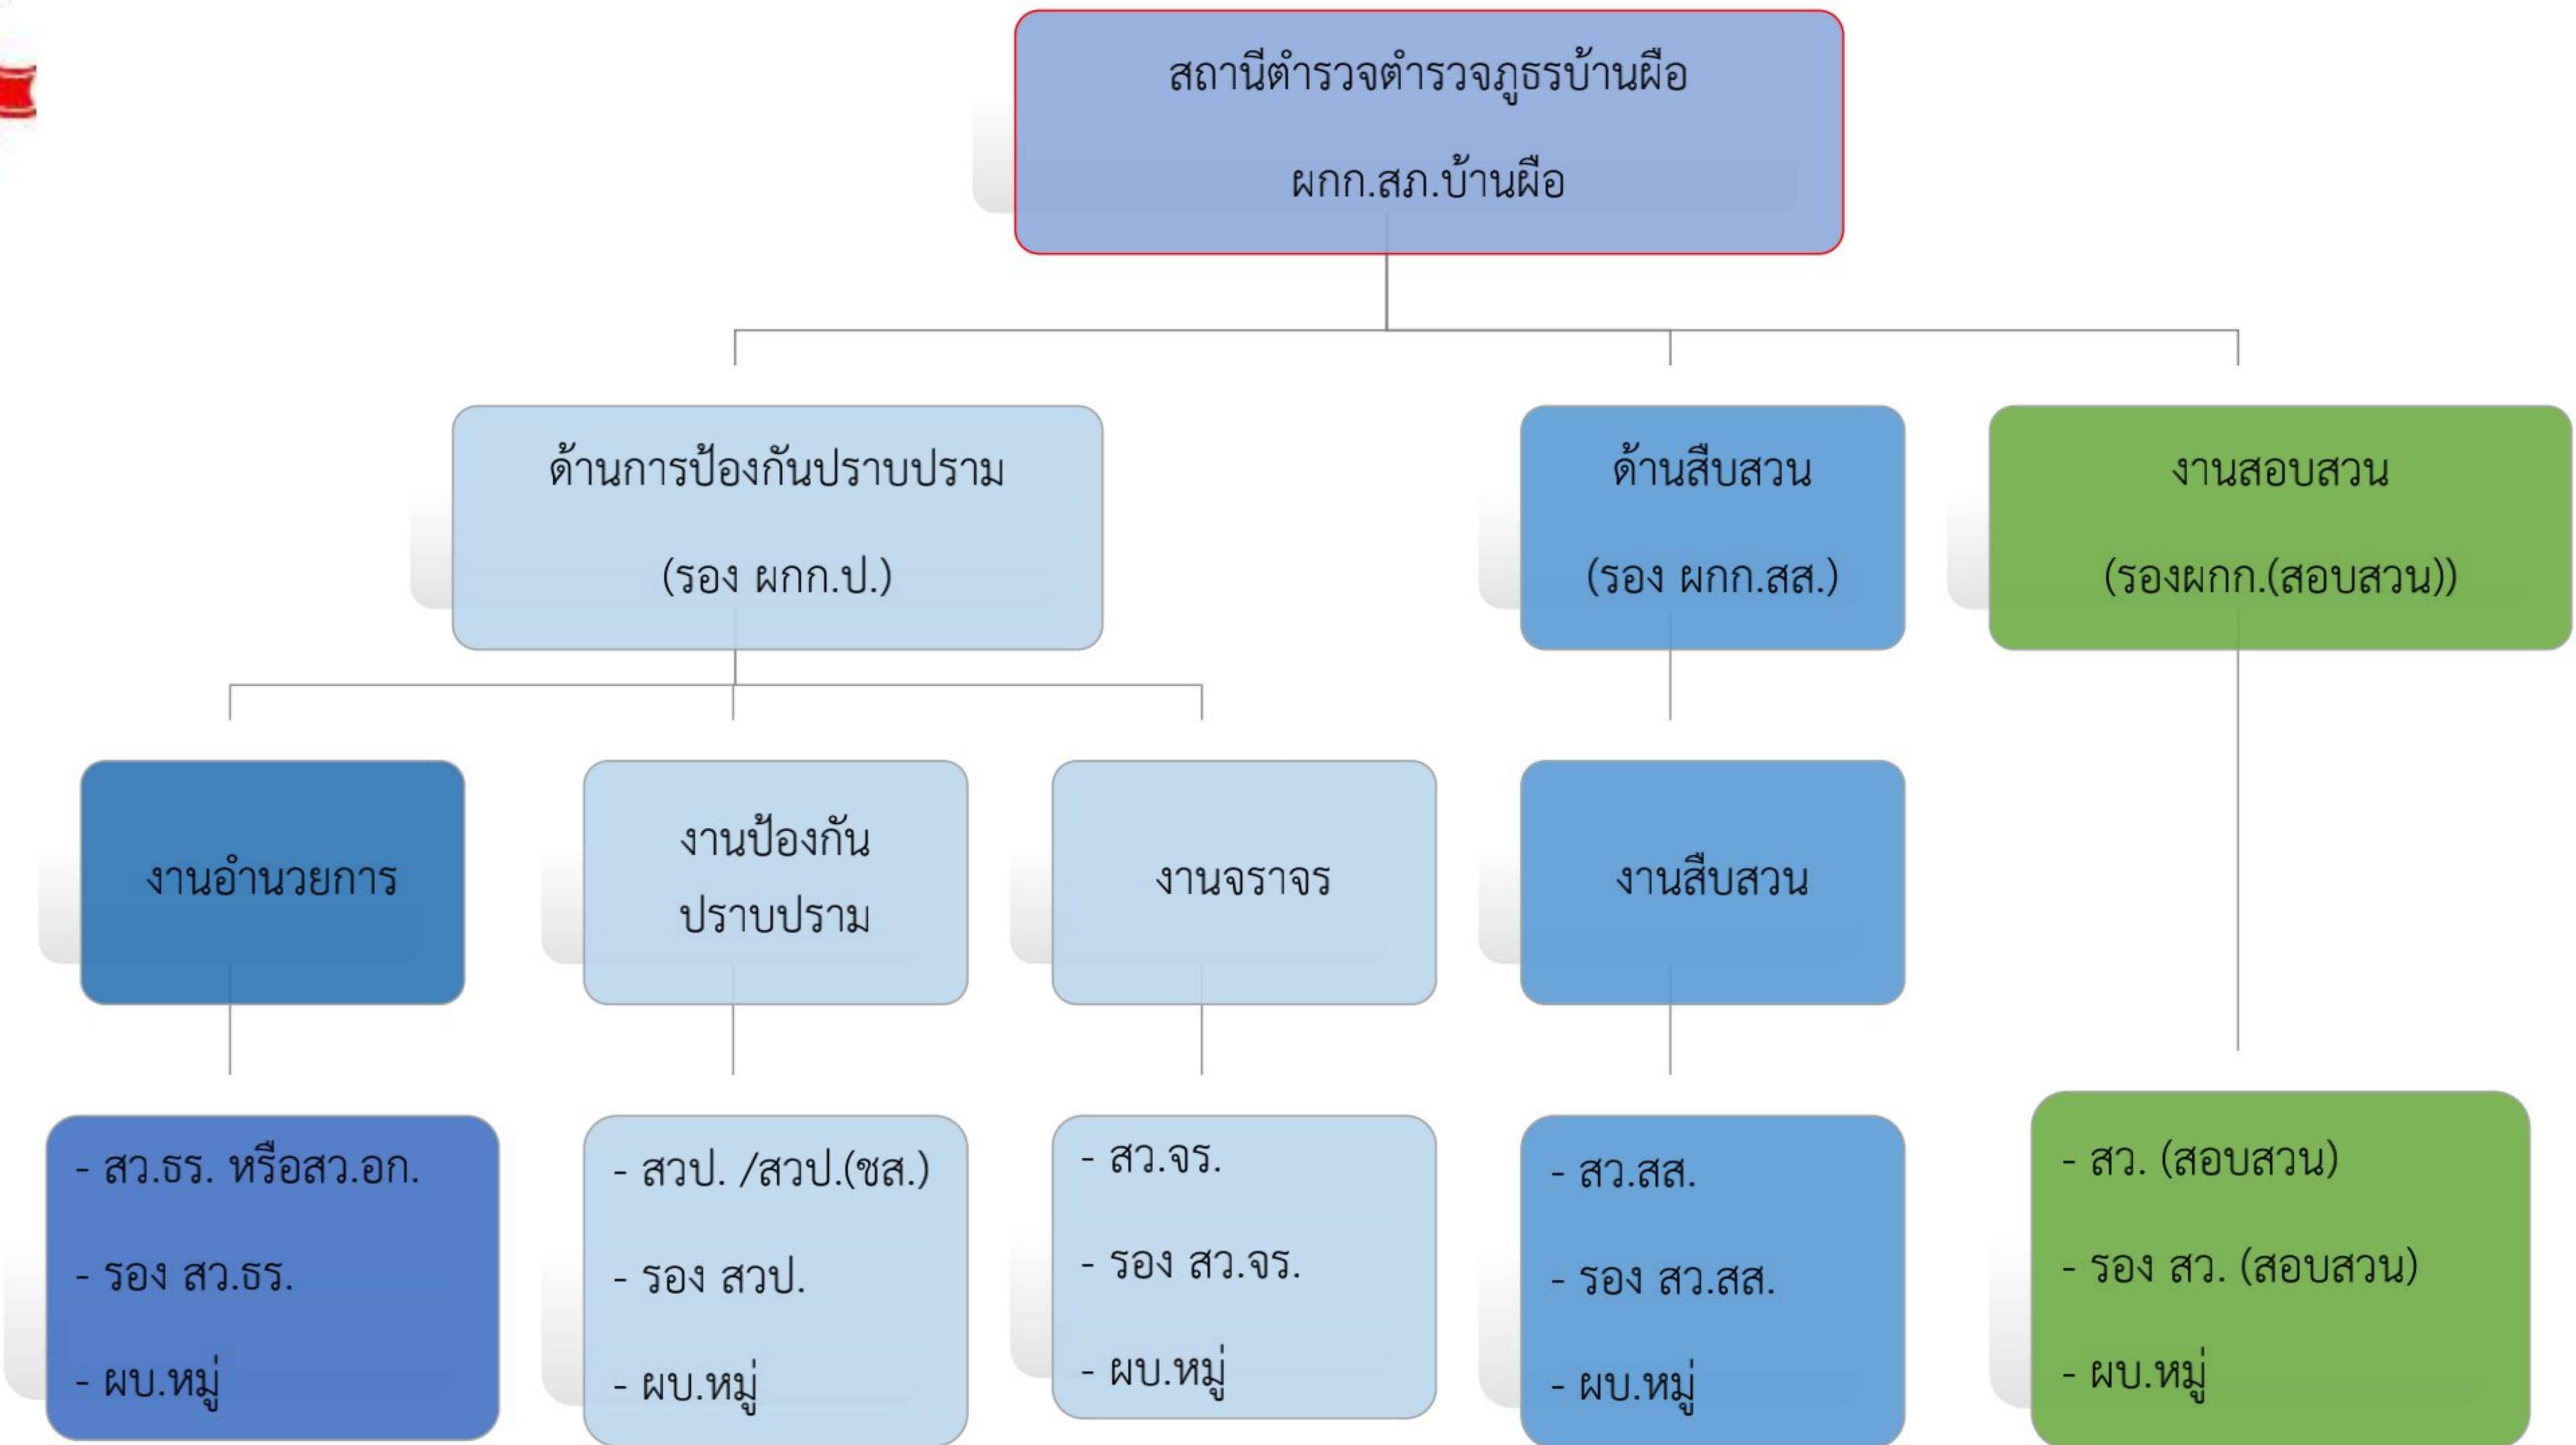 สถานีตำรวจตำรวจภูธรบ้านผือ
ผกก.สภ.บ้านผือ
ด้านการป้องกันปราบปราม
(รอง ผกก.ป.)
ด้านสืบสวน
(รอง ผกก.สส.)
งานสอบสวน
(รองผกก.(สอบสวน))
งานอำนวยการ
งานป้องกัน
ปราบปราม
งานจราจร
งานสืบสวน
- สว.ธร. หรือสว.อก.
- รอง สว.ธร.
- ผบ.หมู่
- สวป. /สวป.(ชส.)
- รอง สวป.
- ผบ.หมู่
- สว.จร.
- รอง สว.จร.
- ผบ.หมู่
- สว.สส.
- รอง สว.สส.
- ผบ.หมู่
- สว. (สอบสวน)
- รอง สว. (สอบสวน)
- ผบ.หมู่